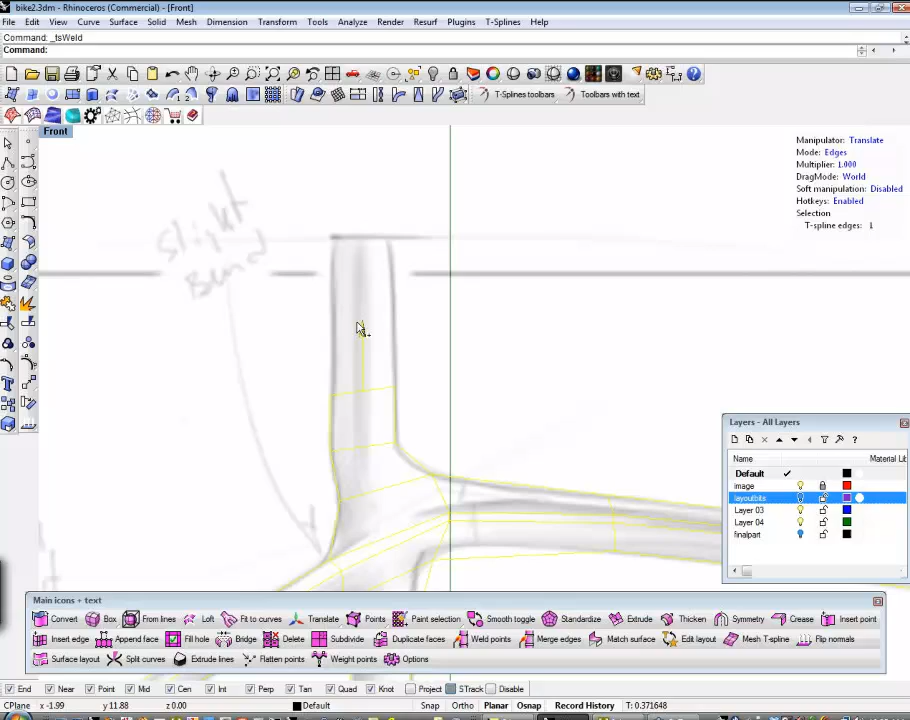 bike2.3dm - Rhinoceros (Commercial) - [Front]
File Edit View Curve Surface Solid Mesh Dimension Transform Tools Analyze Render Resurf Plugins T-Splines Help
Command: _tsWeld
Command:
T-Splines toolbars Toolbars with text
Front
Manipulator: Translate
Mode: Edges
Multiplier: 1.000
DragMode: World
Soft manipulation: Disabled
Hotkeys: Enabled
Selection
T-spline edges: 1
Slight
Bend
Layers - All Layers
Name Material Lib
Default
image
layoutbits
Layer 03
Layer 04
finalpart
Main icons + text
Convert Box From lines Loft Fit to curves Translate Points Paint selection Smooth toggle Standardize Extrude Thicken Symmetry Crease Insert point
Insert edge Append face Fill hole Bridge Delete Subdivide Duplicate faces Weld points Merge edges Match surface Edit layout Mesh T-spline Flip normals
Surface layout Split curves Extrude lines Flatten points Weight points Options
End Near Point Mid Cen Int Perp Tan Quad Knot Project STrack Disable
CPlane x -1.99 y 11.88 z 0.00 Default Snap Ortho Planar Osnap Record History T: 0.371648